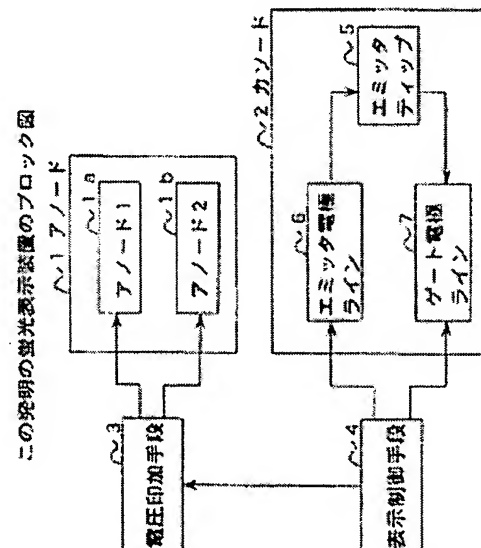 この発明の蛍光表示装置のブロック図
1 アノード
1a
アノード1
1b
アノード2
3
電圧印加手段
2 カソード
5
エミッタ
ティップ
6
エミッタ電極
ライン
7
ゲート電極
ライン
4
表示制御手段